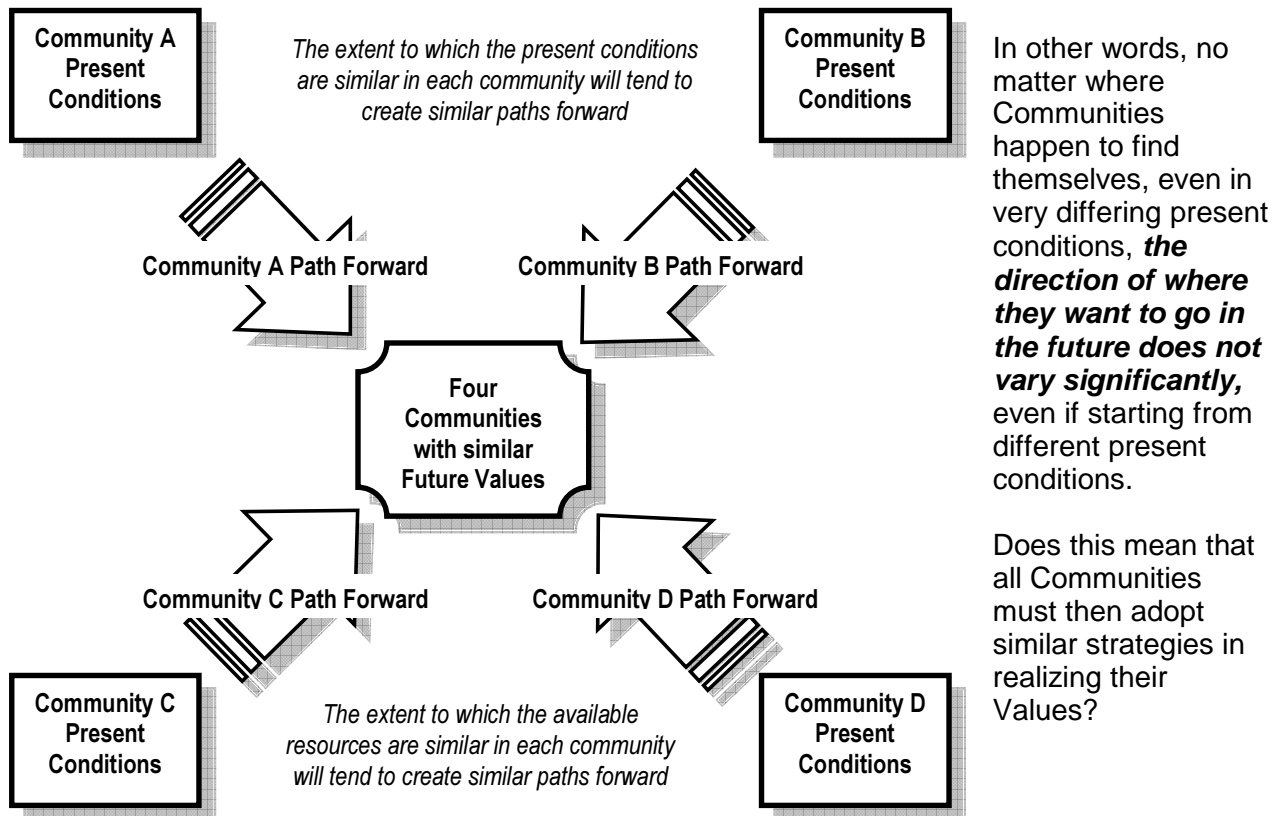 Community A
Present
Conditions
The extent to which the present conditions
are similar in each community will tend to
create similar paths forward
Community B
Present
Conditions
Community A Path Forward
Community B Path Forward
Four
Communities
with similar
Future Values
Community C Path Forward
Community D Path Forward
Community C
Present
Conditions
The extent to which the available
resources are similar in each community
will tend to create similar paths forward
Community D
Present
Conditions
In other words, no
matter where
Communities
happen to find
themselves, even in
very differing present
conditions, the
direction of where
they want to go in
the future does not
vary significantly,
even if starting from
different present
conditions.
Does this mean that
all Communities
must then adopt
similar strategies in
realizing their
Values?